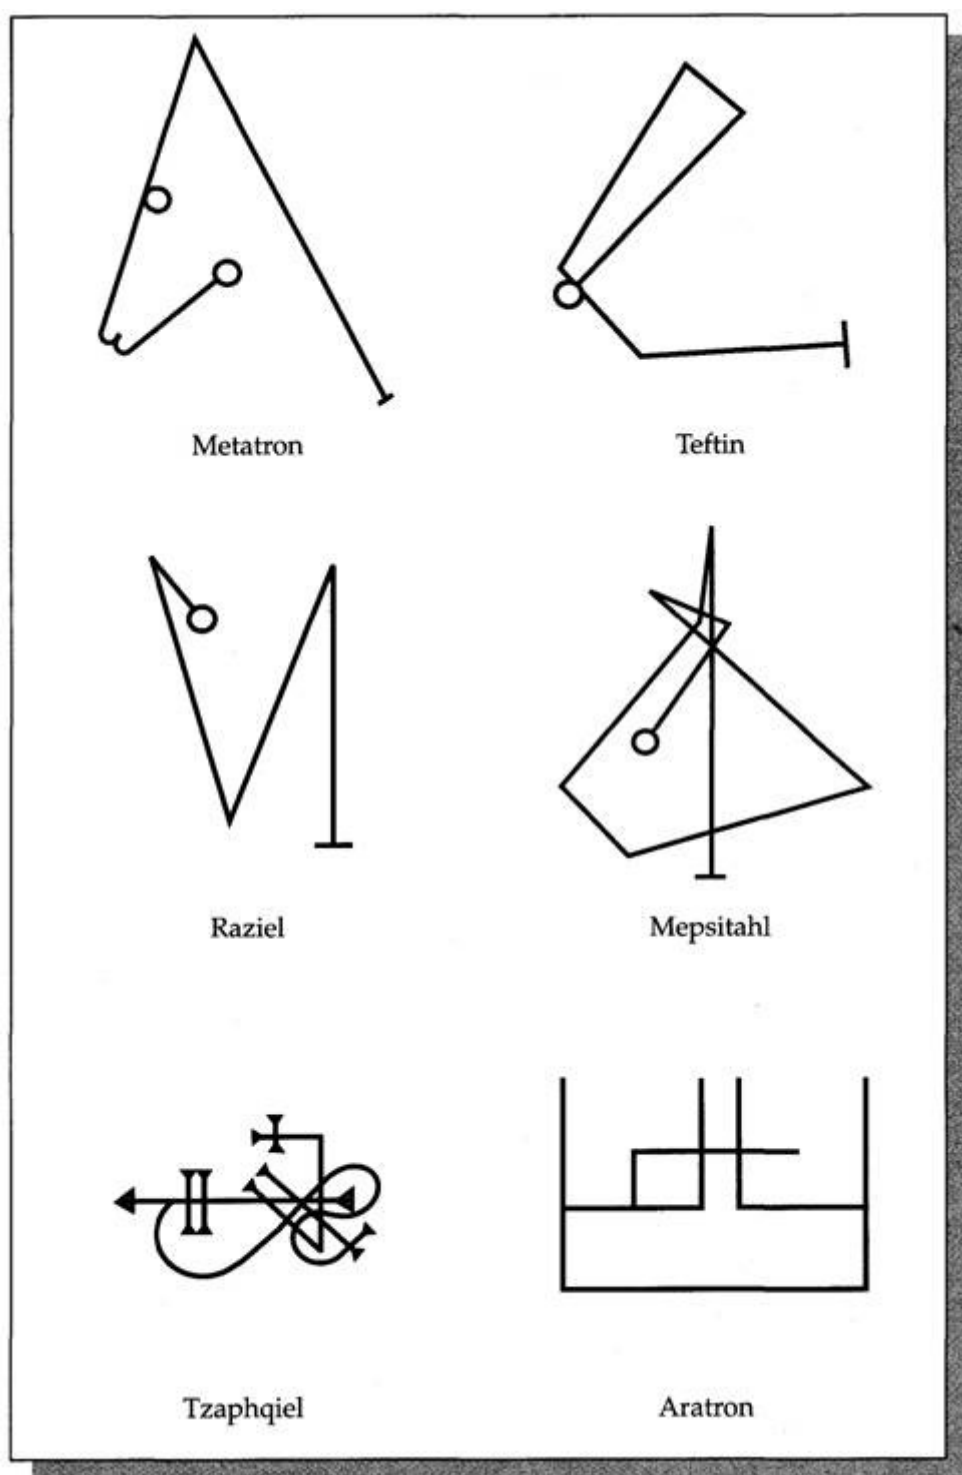 Metatron
Teftin
Raziel
Mepsitahl
Tzaphqiel
Aratron